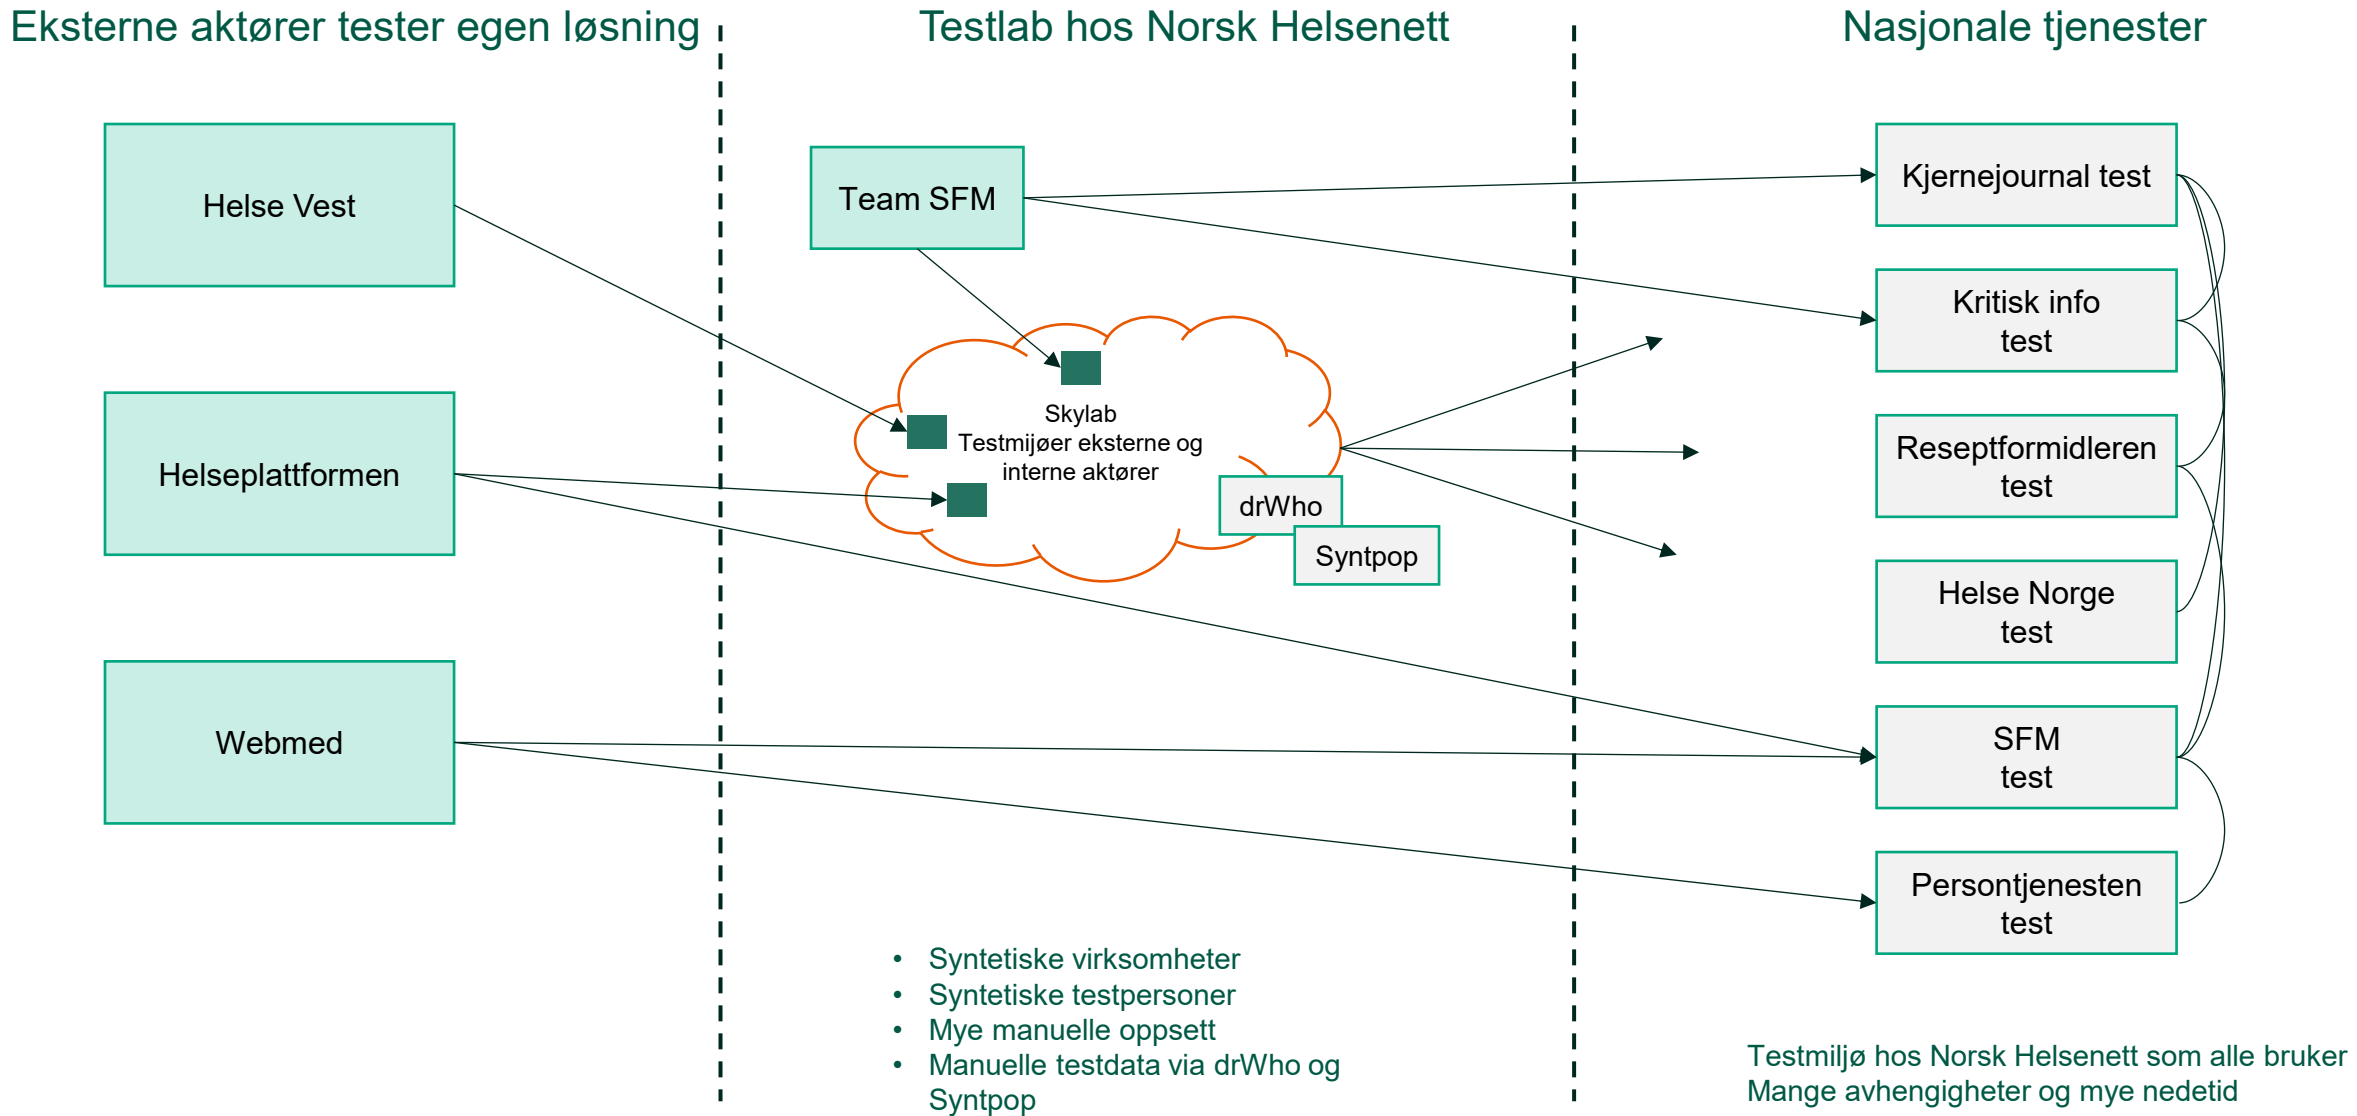 Eksterne aktører tester egen løsning
Testlab hos Norsk Helsenett
Nasjonale tjenester
Helse Vest
Helseplattformen
Webmed
Team SFM
Skylab
Testmijøer eksterne og
interne aktører
drWho
Syntpop
• Syntetiske virksomheter
• Syntetiske testpersoner
• Mye manuelle oppsett
• Manuelle testdata via drWho og
Syntpop
Kjernejournal test
Kritisk info
test
Reseptformidleren
test
Helse Norge
test
SFM
test
Persontjenesten
test
Testmiljø hos Norsk Helsenett som alle bruker
Mange avhengigheter og mye nedetid